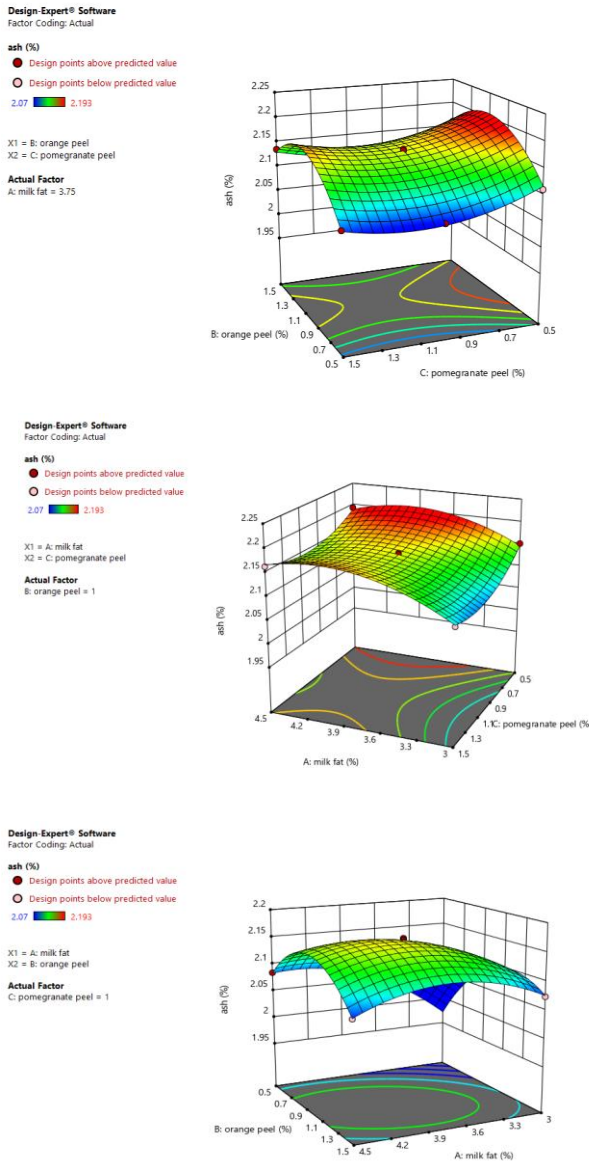 Design-Expert® Software
Factor Coding: Actual
ash (%)
Design points above predicted value
Design points below predicted value
2.07 2.193
X1 = B: orange peel
X2 = C: pomegranate peel
Actual Factor
A: milk fat = 3.75
2.25
2.2
2.15
2.1
2.05
2
1.95
ash (%)
1.5
1.3
1.1
0.9
0.7
0.5
B: orange peel (%)
1.5
1.3
1.1
0.9
0.7
0.5
C: pomegranate peel (%)
Design-Expert® Software
Factor Coding: Actual
ash (%)
Design points above predicted value
Design points below predicted value
2.07 2.193
X1 = A: milk fat
X2 = C: pomegranate peel
Actual Factor
B: orange peel = 1
2.25
2.2
2.15
2.1
2.05
2
1.95
ash (%)
4.5
4.2
3.9
3.6
3.3
3
A: milk fat (%)
0.5
0.7
0.9
1.1
1.3
1.5
C: pomegranate peel (%
Design-Expert® Software
Factor Coding: Actual
ash (%)
Design points above predicted value
Design points below predicted value
2.07 2.193
X1 = A: milk fat
X2 = B: orange peel
Actual Factor
C: pomegranate peel = 1
2.2
2.15
2.1
2.05
2
1.95
ash (%)
0.5
0.7
0.9
1.1
1.3
1.5
B: orange peel (%)
4.5
4.2
3.9
3.6
3.3
3
A: milk fat (%)